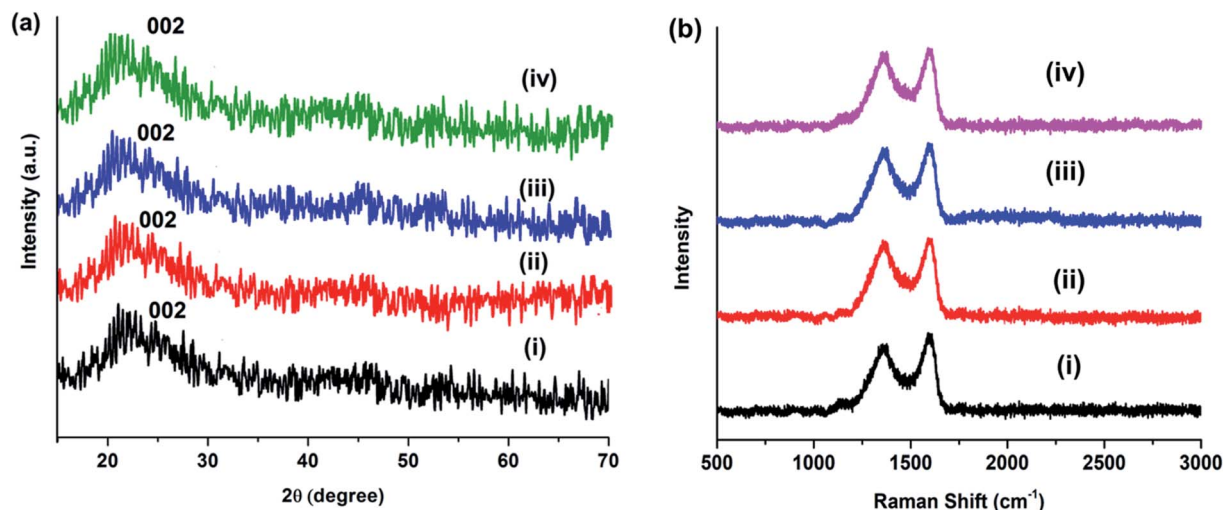 (a)
002
(iv)
002
(iii)
002
(ii)
002
(i)
Intensity (a.u.)
20 30 40 50 60 70
2θ (degree)
(b)
(iv)
(iii)
(ii)
(i)
Intensity
500 1000 1500 2000 2500 3000
Raman Shift (cm⁻¹)